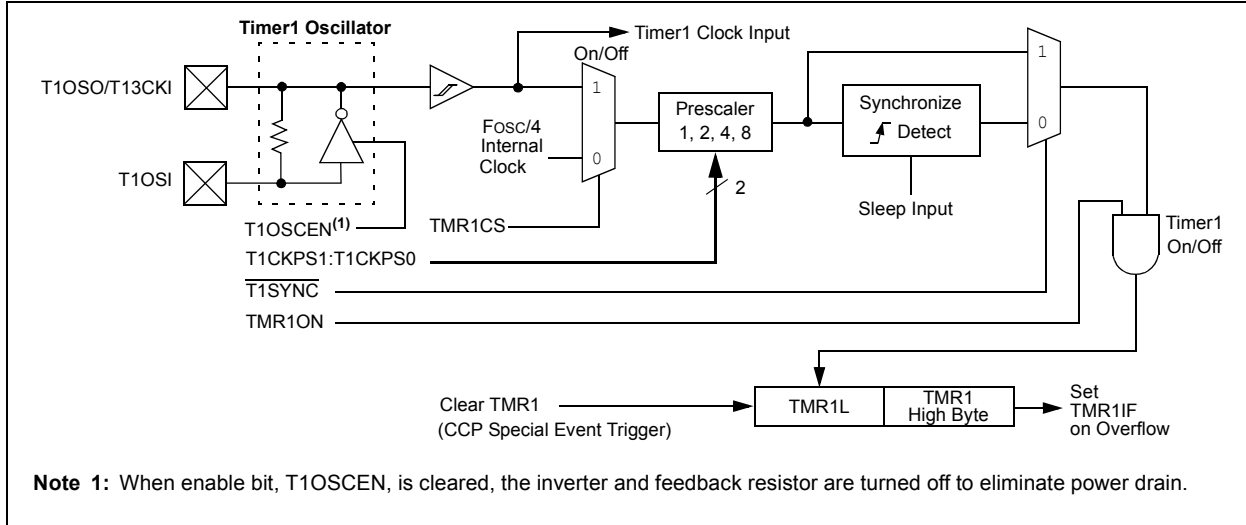 Timer1 Oscillator
Timer1 Clock Input
On/Off
T1OSO/T13CKI
1
1
Prescaler
1, 2, 4, 8
Synchronize
Detect
FOSC/4
Internal
Clock
0
0
T1OSI
2
Sleep Input
T1OSCEN(1)
TMR1CS
Timer1
On/Off
T1CKPS1:T1CKPS0
T1SYNC
TMR1ON
Clear TMR1
(CCP Special Event Trigger)
TMR1L
TMR1
High Byte
Set
TMR1IF
on Overflow
Note 1: When enable bit, T1OSCEN, is cleared, the inverter and feedback resistor are turned off to eliminate power drain.